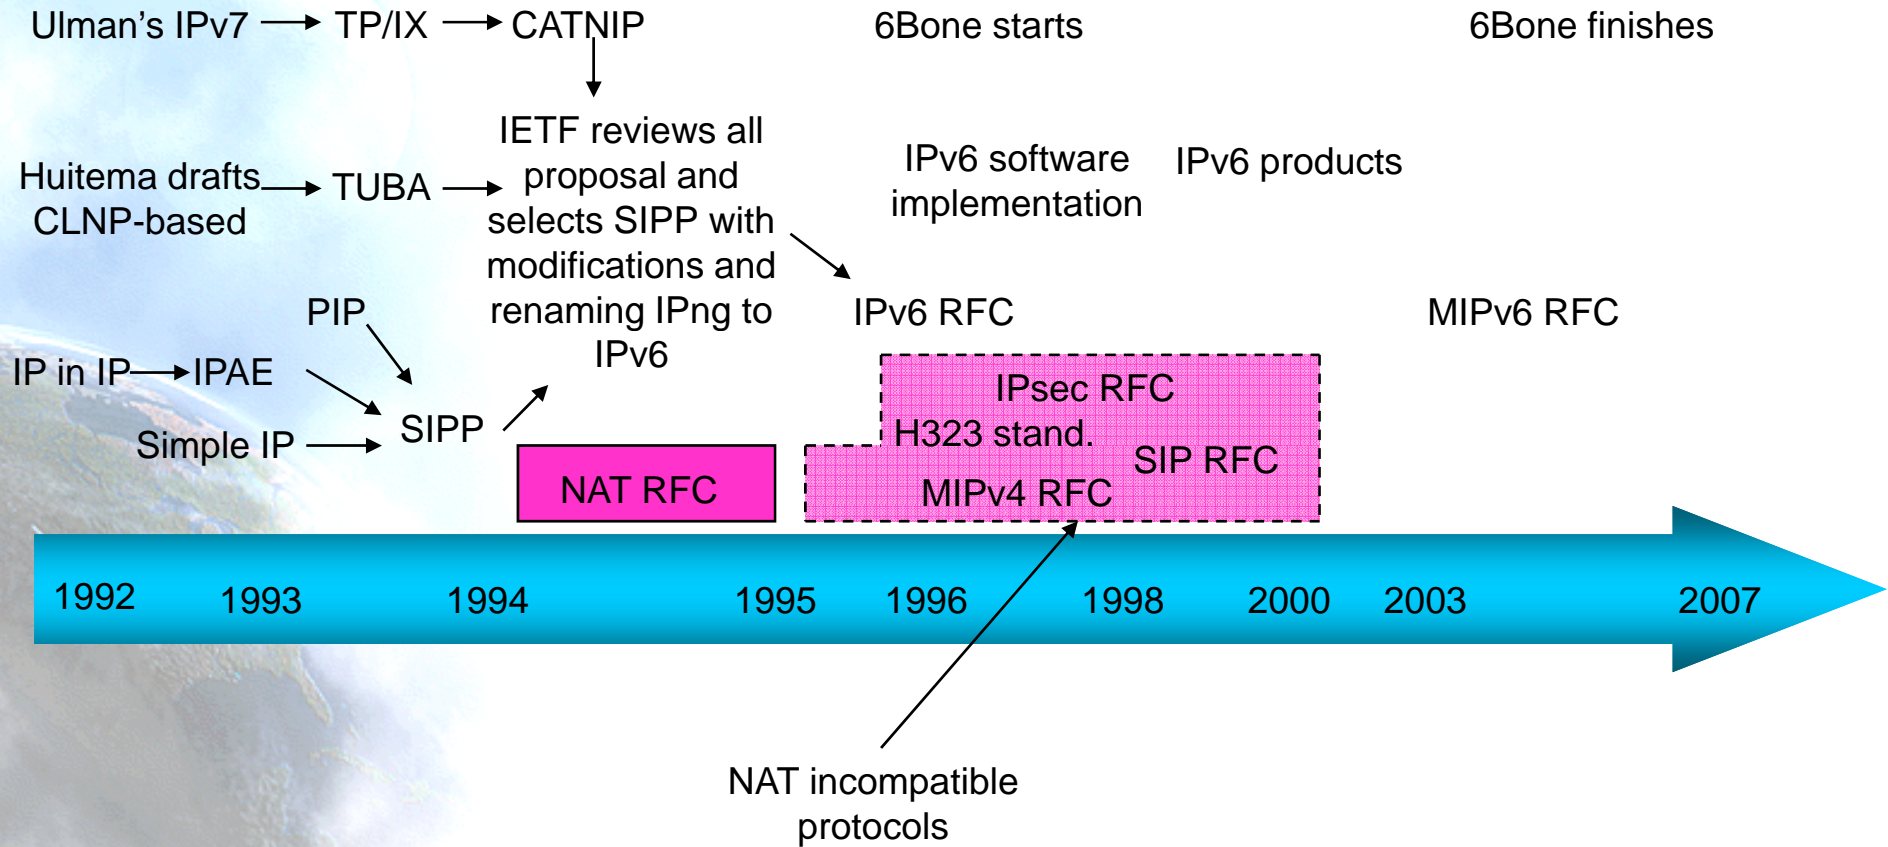 Ulman’s IPv7
TP/IX
CATNIP
6Bone starts
6Bone finishes
Huitema drafts
CLNP-based
TUBA
IETF reviews all
proposal and
selects SIPP with
modifications and
renaming IPng to
IPv6
IPv6 software
implementation
IPv6 products
PIP
IP in IP
IPAE
Simple IP
SIPP
IPv6 RFC
MIPv6 RFC
NAT RFC
IPsec RFC
H323 stand.
SIP RFC
MIPv4 RFC
1992
1993
1994
1995
1996
1998
2000
2003
2007
NAT incompatible
protocols